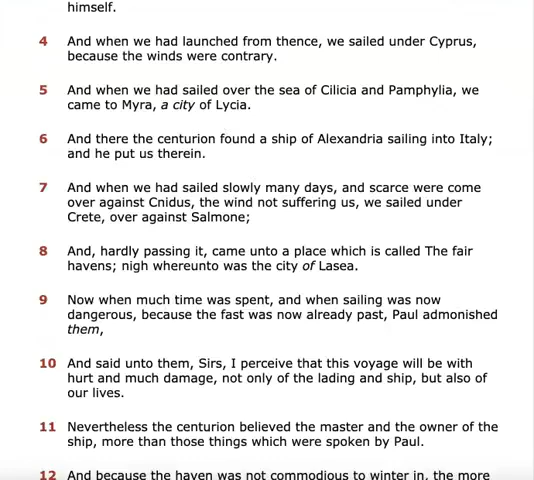 himself.
4 And when we had launched from thence, we sailed under Cyprus,
because the winds were contrary.
5 And when we had sailed over the sea of Cilicia and Pamphylia, we
came to Myra, a city of Lycia.
6 And there the centurion found a ship of Alexandria sailing into Italy;
and he put us therein.
7 And when we had sailed slowly many days, and scarce were come
over against Cnidus, the wind not suffering us, we sailed under
Crete, over against Salmone;
8 And, hardly passing it, came unto a place which is called The fair
havens; nigh whereunto was the city of Lasea.
9 Now when much time was spent, and when sailing was now
dangerous, because the fast was now already past, Paul admonished
them,
10 And said unto them, Sirs, I perceive that this voyage will be with
hurt and much damage, not only of the lading and ship, but also of
our lives.
11 Nevertheless the centurion believed the master and the owner of the
ship, more than those things which were spoken by Paul.
12 And because the haven was not commodious to winter in, the more